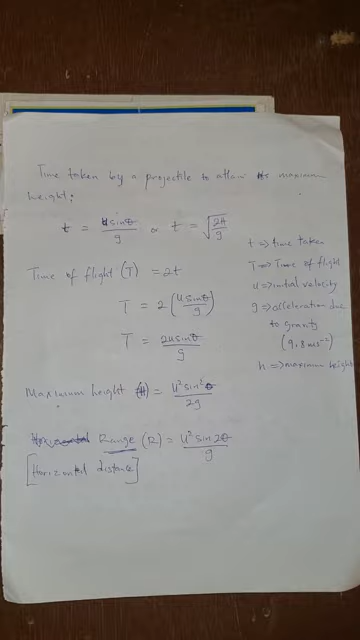 Time taken by a projectile to attain its maximum
height:
t = usinθ/g or t = √(2H/g)
t => time taken
Time of flight (T) = 2t
T => Time of flight
u => initial velocity
T = 2 (usinθ/g)
g => acceleration due
to gravity
(9.8ms⁻²)
T = 2usinθ/g
h => maximum height
Maximum height (H) = U²sin²θ/2g
Range (R) = U²sin2θ/g
[Horizontal distance]